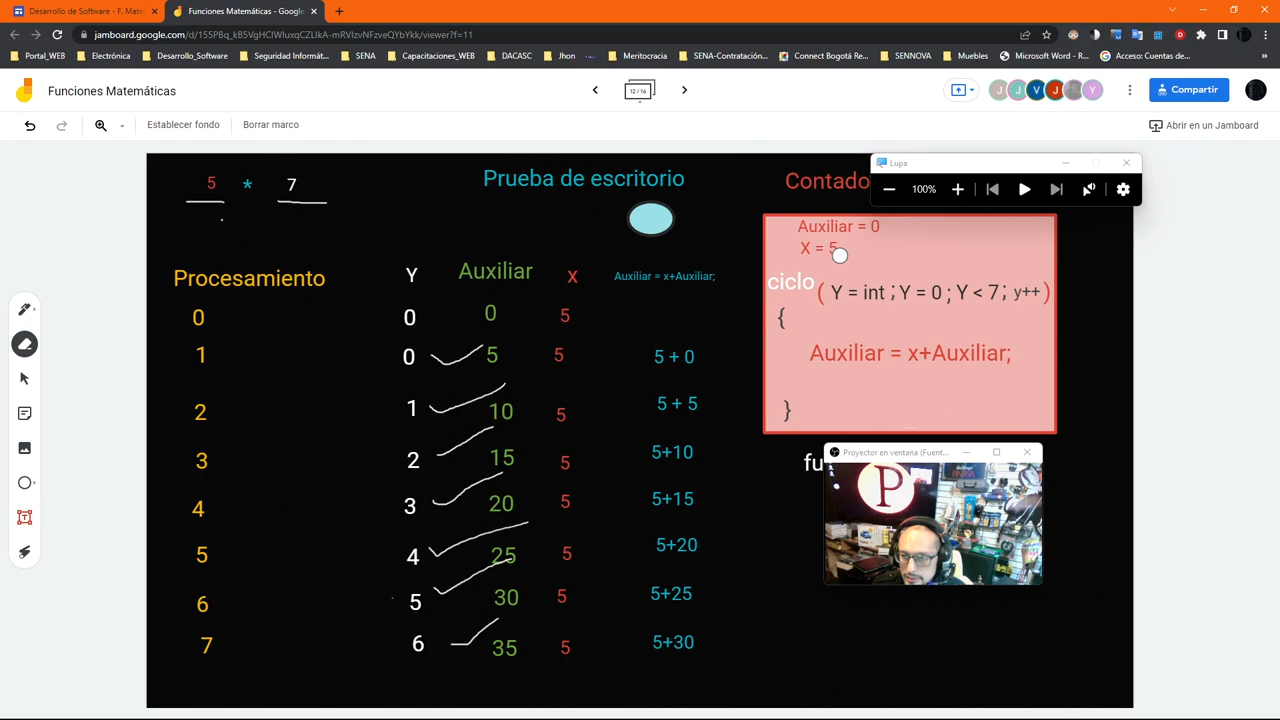 Desarrollo de Software - F. Mate
Funciones Matemáticas - Google
jamboard.google.com/d/155PBq_kB5VgHClWluxqCZLlkA-mRVlzvNFzveQYbYkk/viewer?f=11
Portal_WEB
Electrónica
Desarrollo_Software
Seguridad Informát...
SENA
Capacitaciones_WEB
DACASC
Jhon
Meritocracia
SENA-Contratación...
Connect Bogotá Re...
SENNOVA
Muebles
Microsoft Word - R...
Acceso: Cuentas de...
Funciones Matemáticas
12 / 16
J J V J Y
Compartir
Establecer fondo
Borrar marco
Abrir en un Jamboard
5 * 7
Prueba de escritorio
Contado
Lupa
100%
Auxiliar = 0
X = 5
ciclo ( Y = int ; Y = 0 ; Y < 7 ; y++ )
{
Auxiliar = x+Auxiliar;
}
fu
Proyector en ventana (Fuent...
P
Procesamiento Y Auxiliar X Auxiliar = x+Auxiliar;
0 0 0 5
1 0 5 5 5 + 0
2 1 10 5 5 + 5
3 2 15 5 5+10
4 3 20 5 5+15
5 4 25 5 5+20
6 5 30 5 5+25
7 6 35 5 5+30